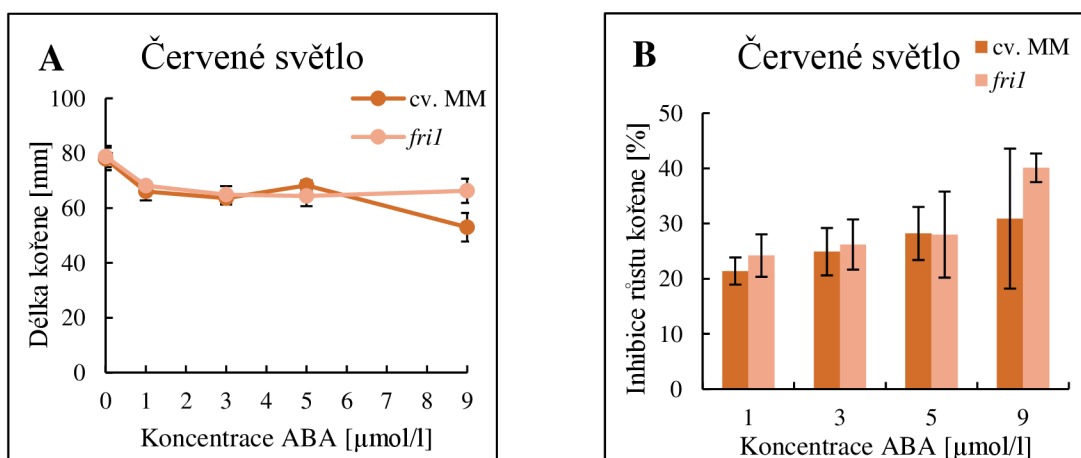 A
Červené světlo
cv. MM
fri1
Délka kořene [mm]
100
80
60
40
20
0
0 1 2 3 4 5 6 7 8 9
Koncentrace ABA [µmol/l]
B
Červené světlo
cv. MM
fri1
Inhibice růstu kořene [%]
50
40
30
20
10
0
1 3 5 9
Koncentrace ABA [µmol/l]